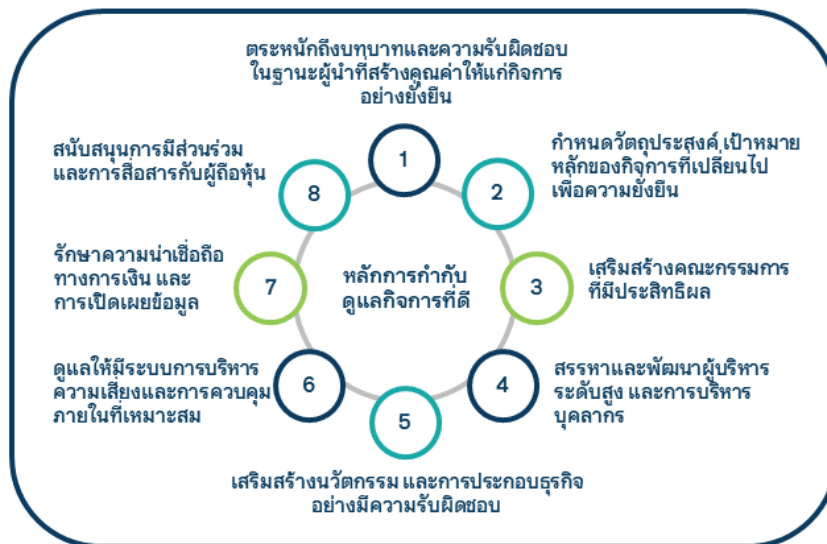 ตระหนักถึงบทบาทและความรับผิดชอบ
ในฐานะผู้นำที่สร้างคุณค่าให้แก่กิจการ
อย่างยั่งยืน
1
กำหนดวัตถุประสงค์ เป้าหมาย
หลักของกิจการที่เปลี่ยนไป
เพื่อความยั่งยืน
2
เสริมสร้างคณะกรรมการ
ที่มีประสิทธิผล
3
สรรหาและพัฒนาผู้บริหาร
ระดับสูง และการบริหาร
บุคลากร
4
5
เสริมสร้างนวัตกรรม และการประกอบธุรกิจ
อย่างมีความรับผิดชอบ
ดูแลให้มีระบบการบริหาร
ความเสี่ยงและการควบคุม
ภายในที่เหมาะสม
6
รักษาความน่าเชื่อถือ
ทางการเงิน และ
การเปิดเผยข้อมูล
7
สนับสนุนการมีส่วนร่วม
และการสื่อสารกับผู้ถือหุ้น
8
หลักการกำกับ
ดูแลกิจการที่ดี